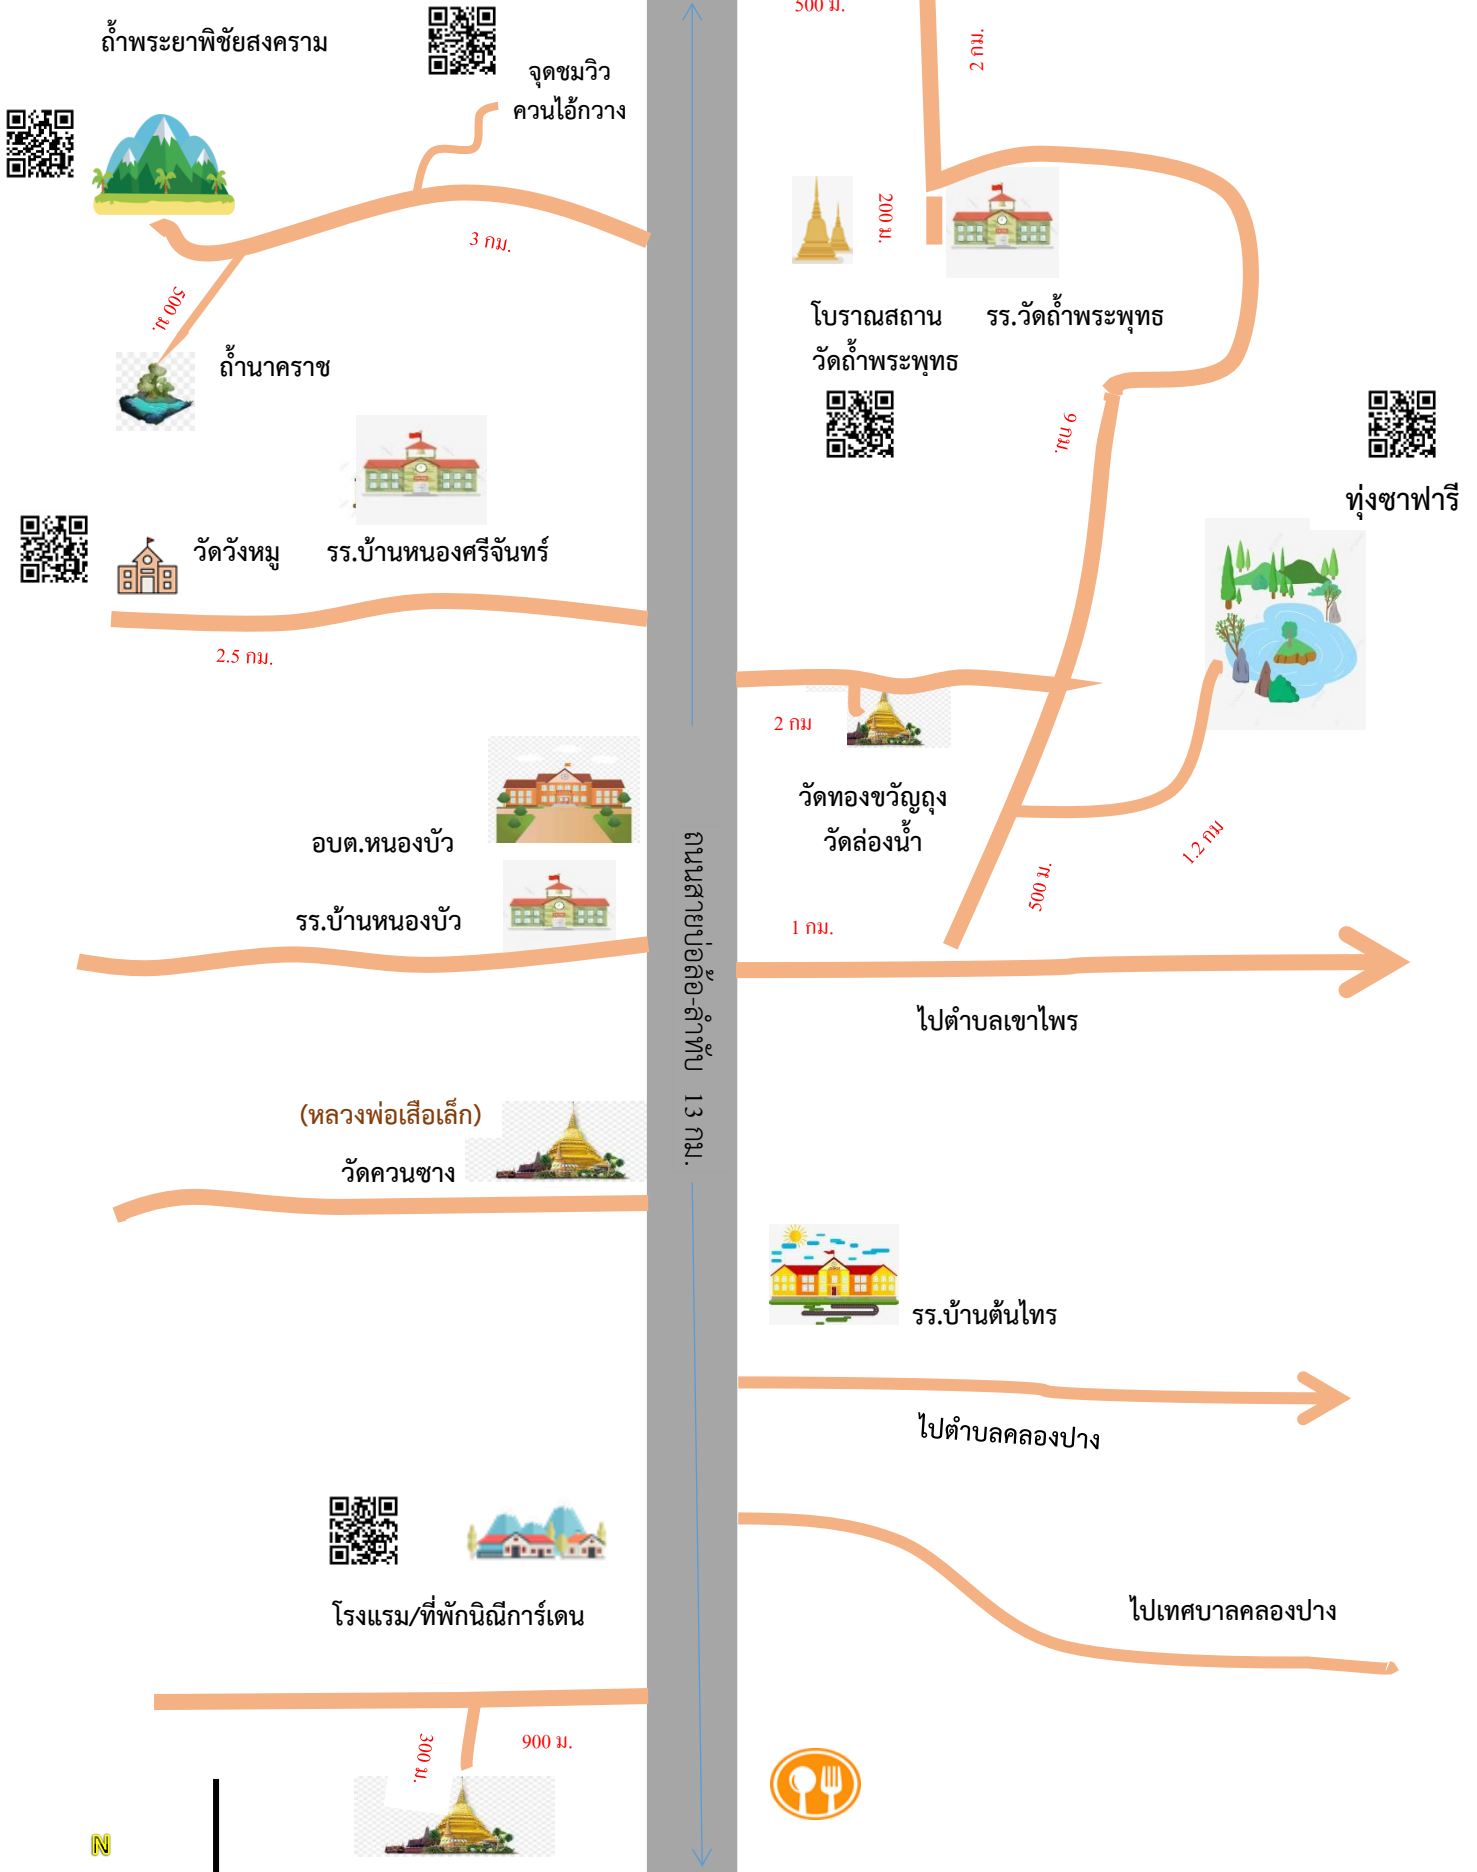 500 ม.
2 กม.
ถ้ำพระยาพิชัยสงคราม
จุดชมวิว
ควนไอ้กวาง
3 กม.
500 ม.
ถ้ำนาคราช
200 ม.
โบราณสถาน
วัดถ้ำพระพุทธ
รร.วัดถ้ำพระพุทธ
9 กม.
ทุ่งซาฟารี
วัดวังหมู
รร.บ้านหนองศรีจันทร์
2.5 กม.
2 กม
วัดทองขวัญถุง
วัดล่องน้ำ
1.2 กม
500 ม.
อบต.หนองบัว
รร.บ้านหนองบัว
1 กม.
ไปตำบลเขาไพร
ถนนสายบ่อล้อ-ลำทับ 13 กม.
(หลวงพ่อเสือเล็ก)
วัดควนซาง
รร.บ้านต้นไทร
ไปตำบลคลองปาง
โรงแรม/ที่พักนิณีการ์เดน
ไปเทศบาลคลองปาง
900 ม.
300 ม.
N